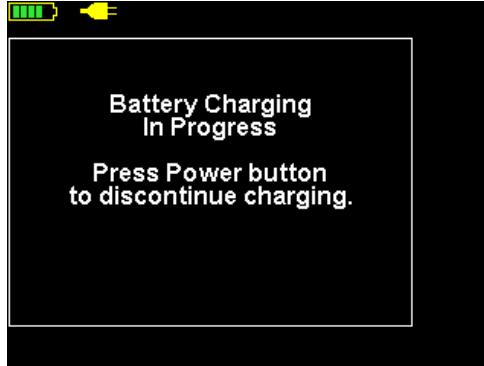 Battery Charging
In Progress
Press Power button
to discontinue charging.